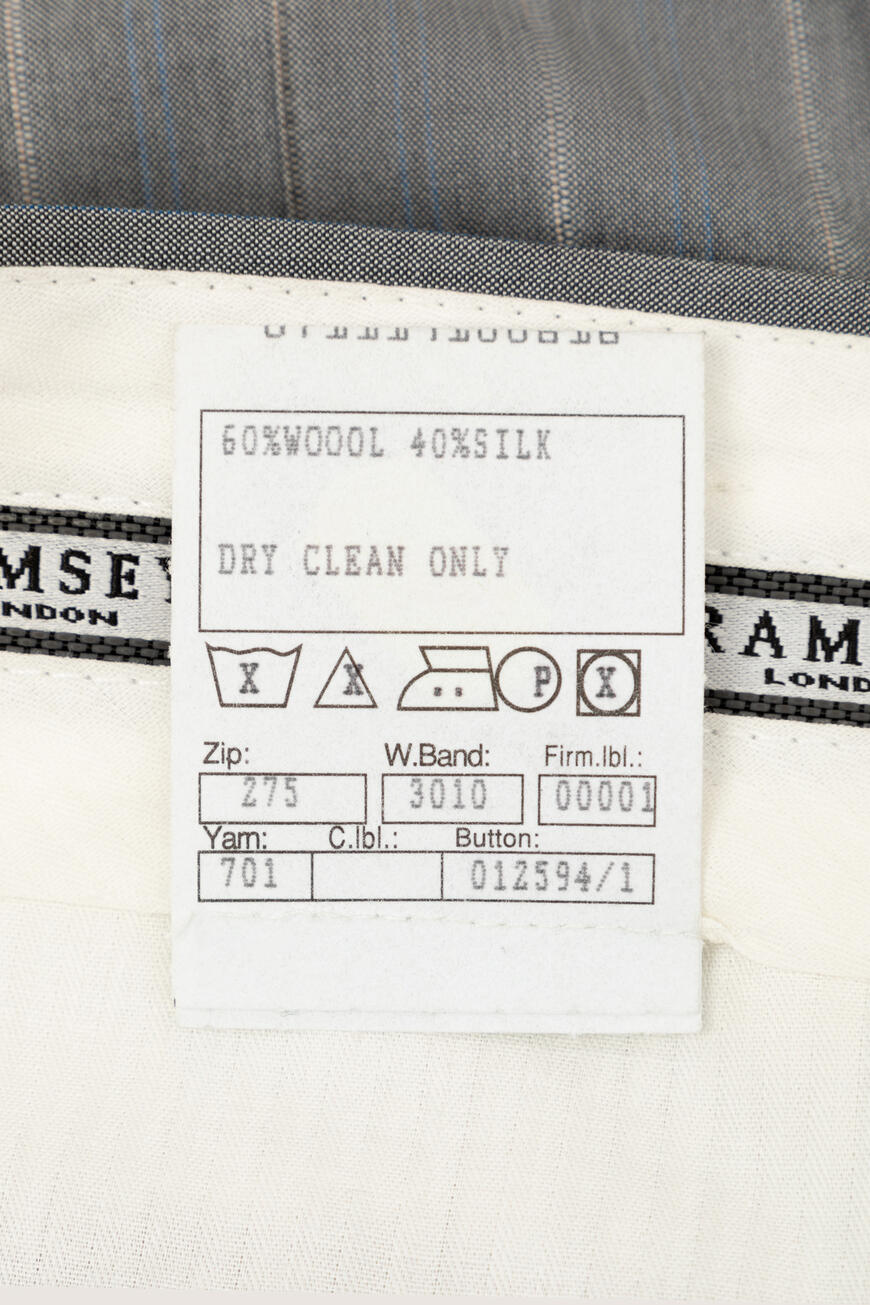 60%WOOOL 40%SILK
DRY CLEAN ONLY
MSEY
NDON
RAM
LOND
X X .. P X
Zip: W.Band: Firm.lbl.:
275 3010 00001
Yarn: C.lbl.: Button:
701 012594/1